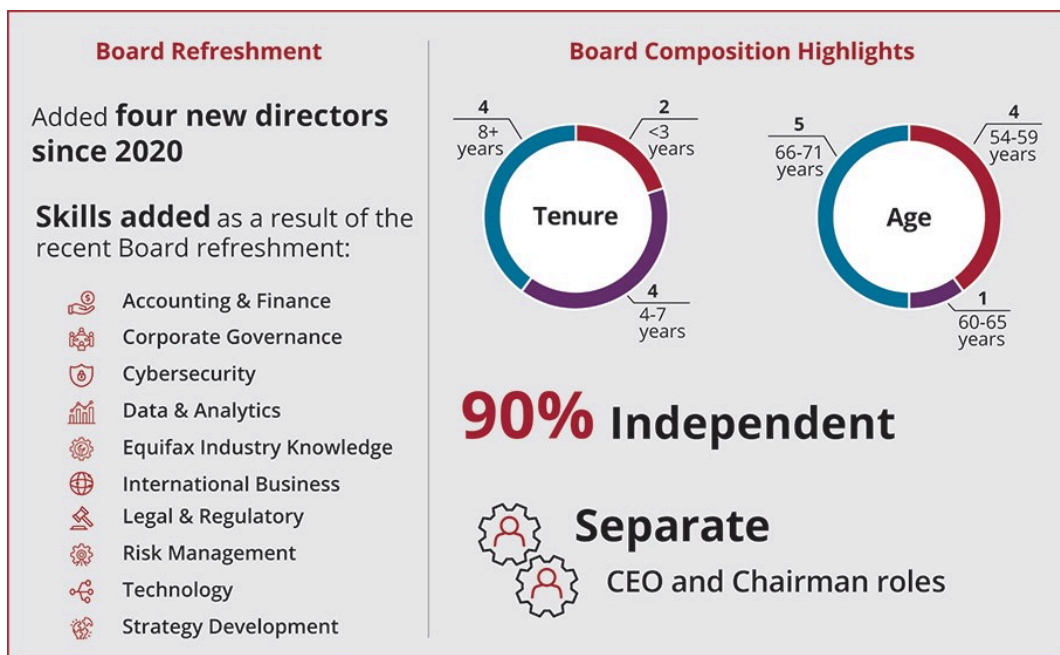 Board Refreshment
Added four new directors
since 2020
Skills added as a result of the
recent Board refreshment:
Accounting & Finance
Corporate Governance
Cybersecurity
Data & Analytics
Equifax Industry Knowledge
International Business
Legal & Regulatory
Risk Management
Technology
Strategy Development
Board Composition Highlights
4
8+
years
2
<3
years
Tenure
4
4-7
years
5
66-71
years
4
54-59
years
Age
1
60-65
years
90% Independent
Separate
CEO and Chairman roles